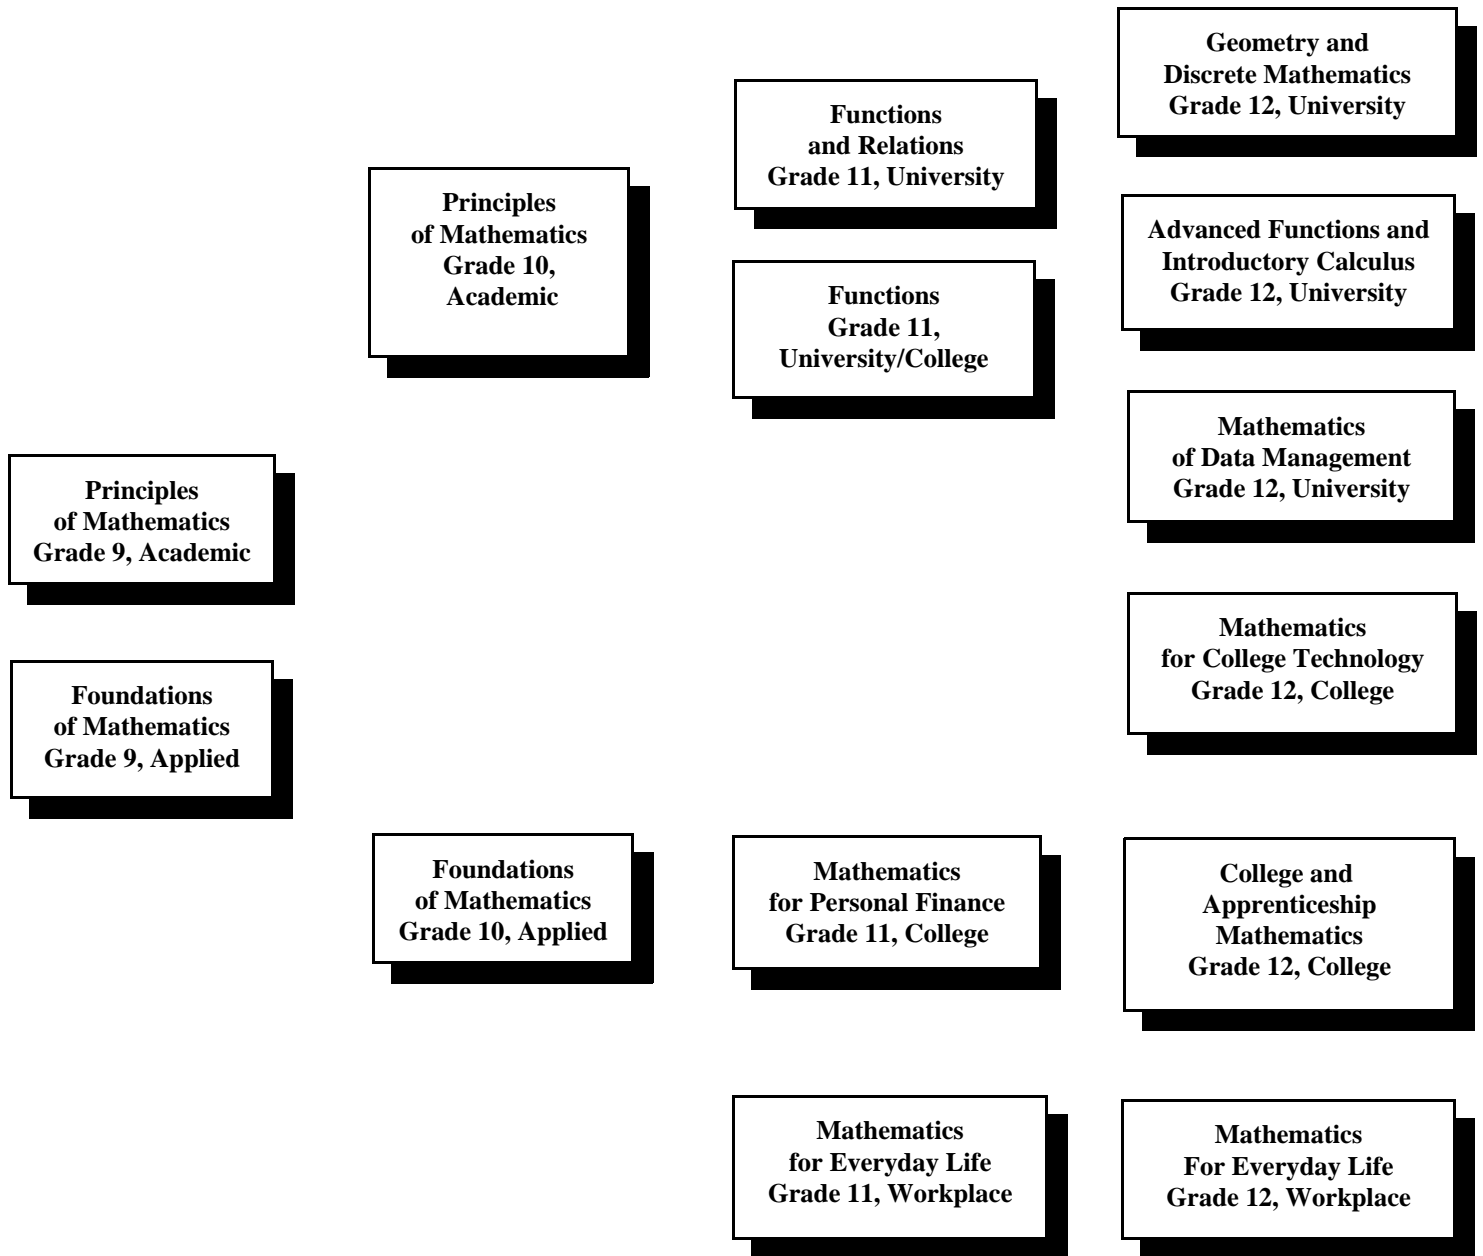 Principles
of Mathematics
Grade 9, Academic
Foundations
of Mathematics
Grade 9, Applied
Principles
of Mathematics
Grade 10,
Academic
Foundations
of Mathematics
Grade 10, Applied
Functions
and Relations
Grade 11, University
Functions
Grade 11,
University/College
Mathematics
for Personal Finance
Grade 11, College
Mathematics
for Everyday Life
Grade 11, Workplace
Geometry and
Discrete Mathematics
Grade 12, University
Advanced Functions and
Introductory Calculus
Grade 12, University
Mathematics
of Data Management
Grade 12, University
Mathematics
for College Technology
Grade 12, College
College and
Apprenticeship
Mathematics
Grade 12, College
Mathematics
For Everyday Life
Grade 12, Workplace